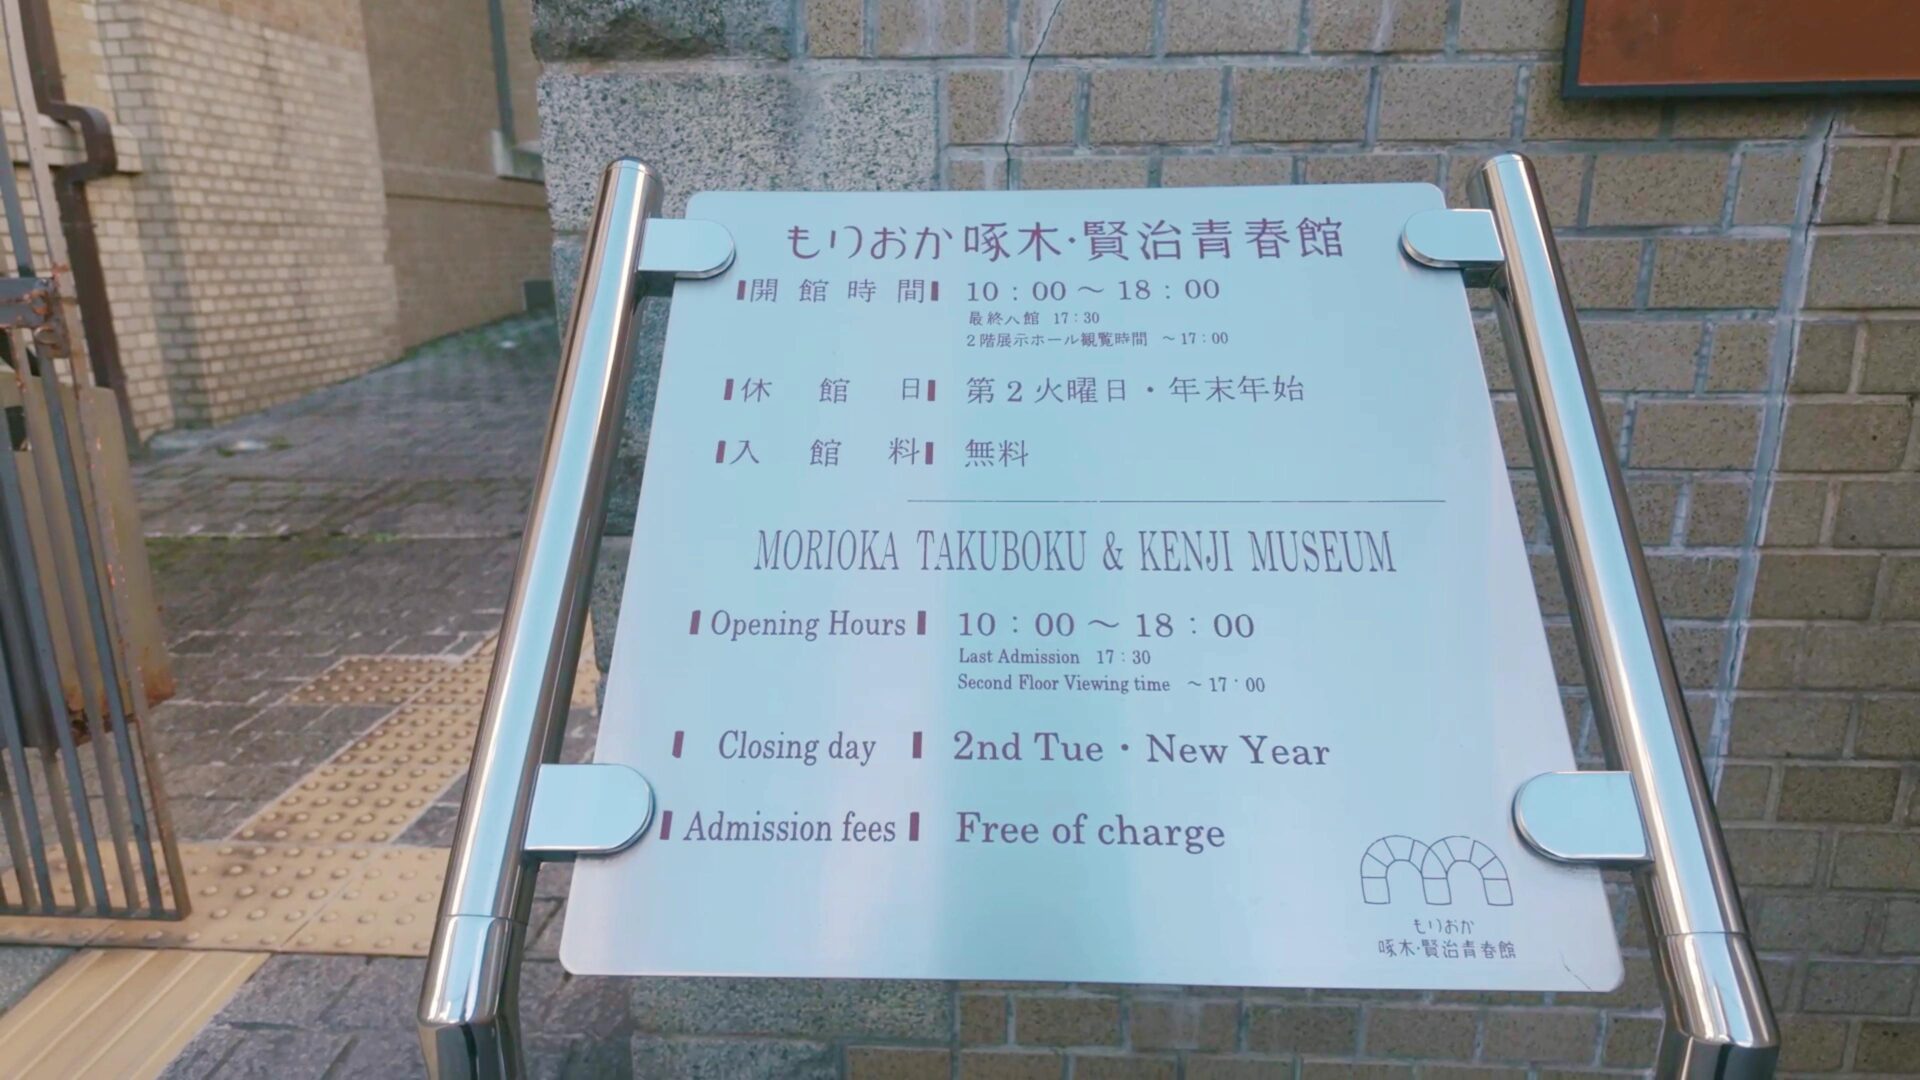 もりおか啄木・賢治青春館
開館時間 10:00～18:00
最終入館 17:30
2階展示ホール観覧時間 ～17:00
休館日 第2火曜日・年末年始
入館料 無料
MORIOKA TAKUBOKU & KENJI MUSEUM
Opening Hours 10:00～18:00
Last Admission 17:30
Second Floor Viewing time ～17:00
Closing day 2nd Tue・New Year
Admission fees Free of charge
もりおか
啄木・賢治青春館